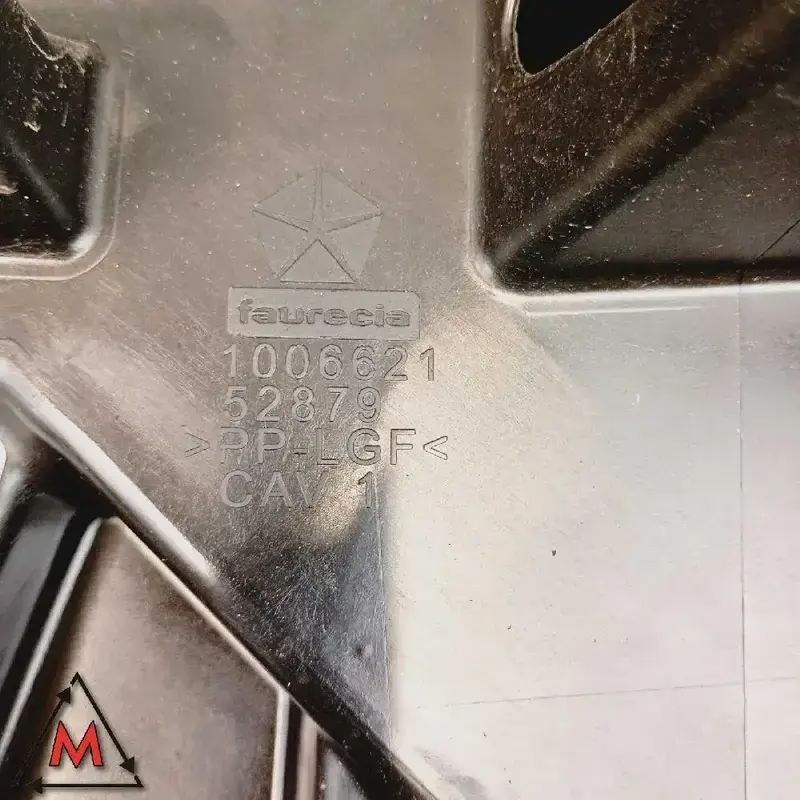 faurecia
1006621
52879
>PP-LGF<
CAV 1
M